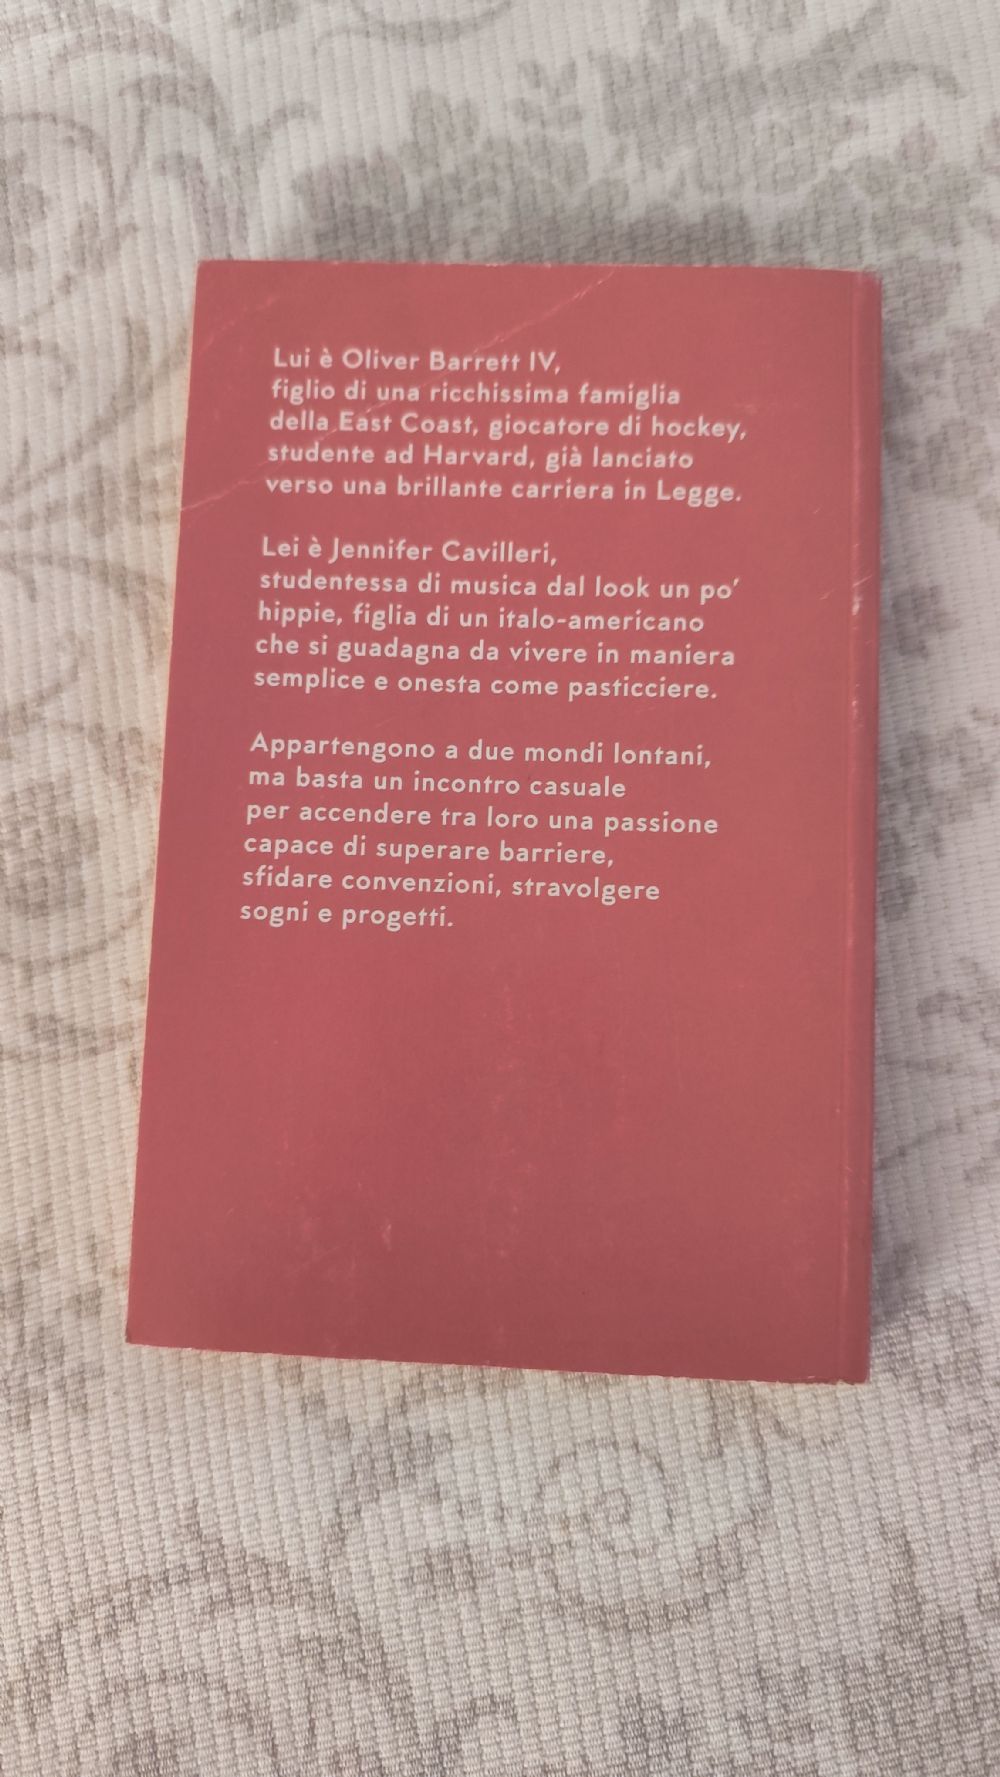 Lui è Oliver Barrett IV,
figlio di una ricchissima famiglia
della East Coast, giocatore di hockey,
studente ad Harvard, già lanciato
verso una brillante carriera in Legge.
Lei è Jennifer Cavilleri,
studentessa di musica dal look un po'
hippie, figlia di un italo-americano
che si guadagna da vivere in maniera
semplice e onesta come pasticciere.
Appartengono a due mondi lontani,
ma basta un incontro casuale
per accendere tra loro una passione
capace di superare barriere,
sfidare convenzioni, stravolgere
sogni e progetti.